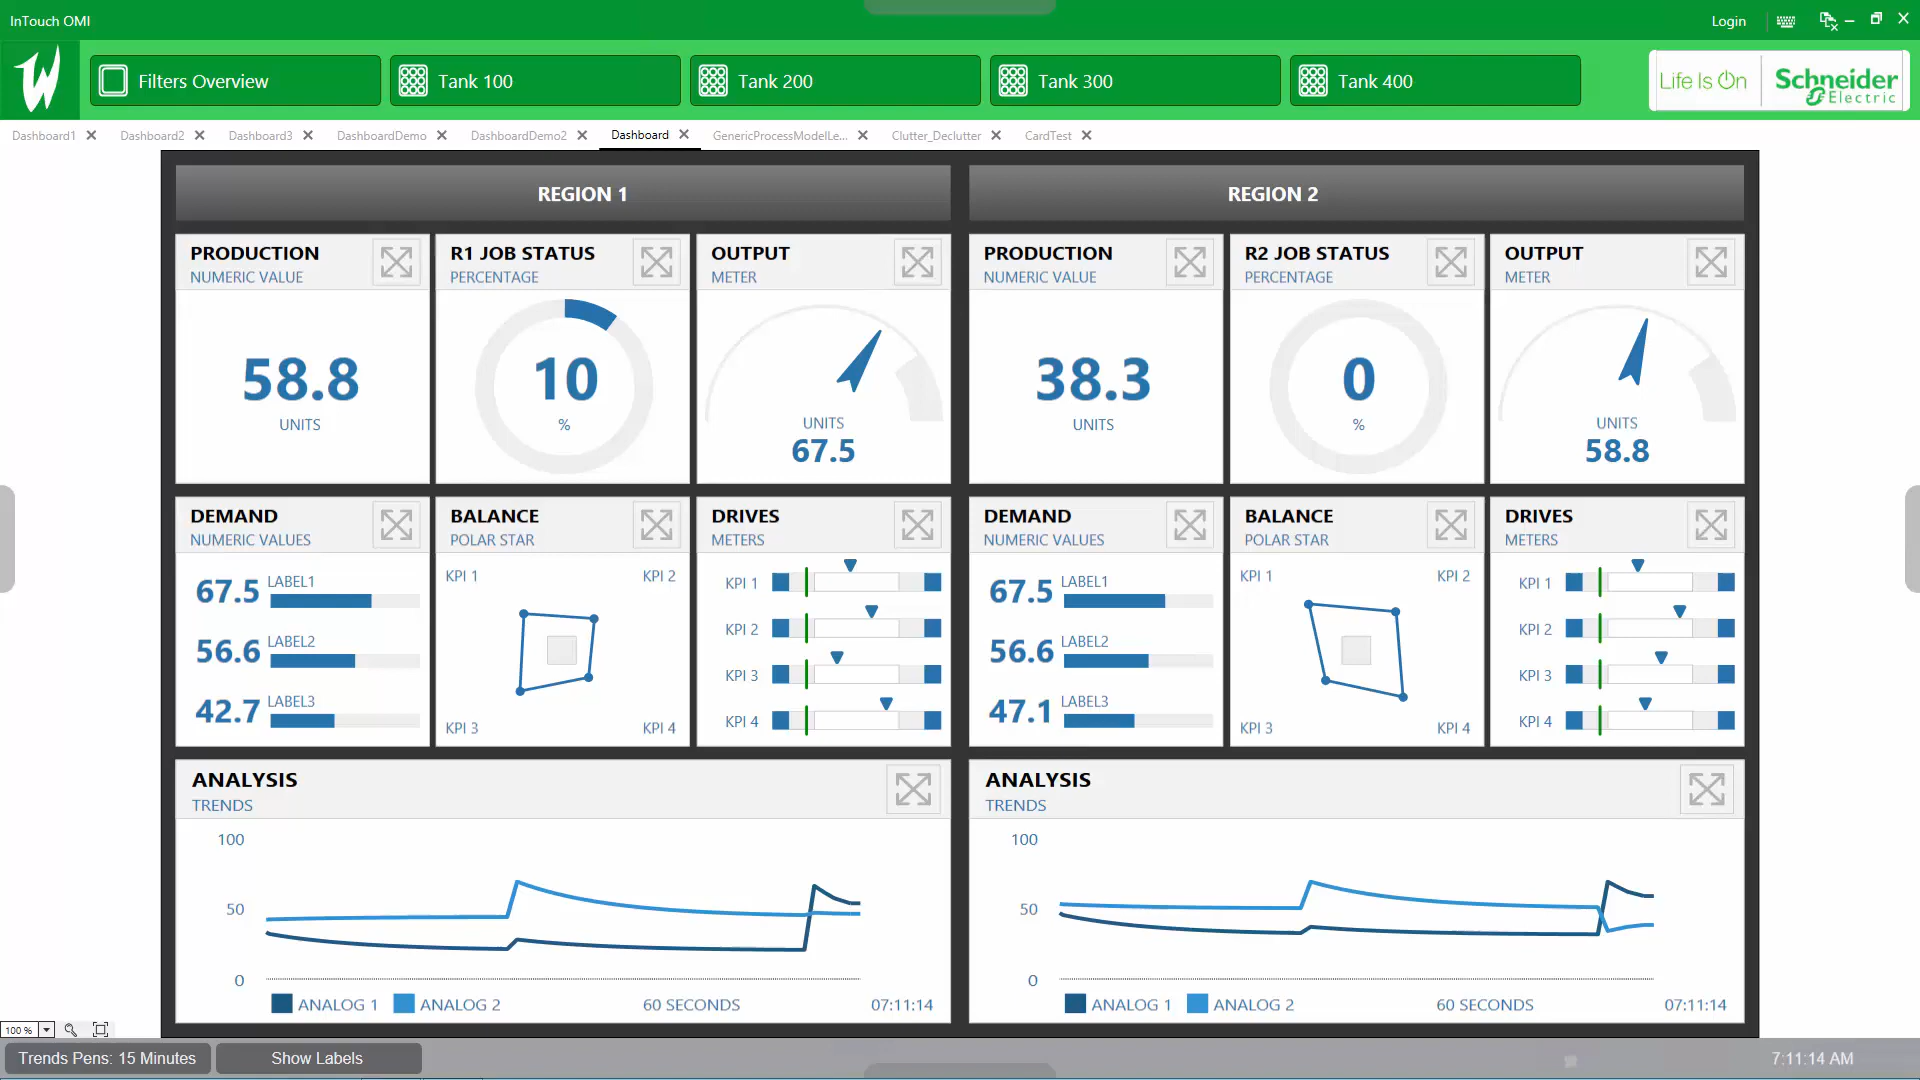 InTouch OMI
Login
Filters Overview
Tank 100
Tank 200
Tank 300
Tank 400
Life Is On
Schneider
Electric
Dashboard1
Dashboard2
Dashboard3
DashboardDemo
DashboardDemo2
Dashboard
GenericProcessModelLe...
Clutter_Declutter
CardTest
REGION 1
PRODUCTION
NUMERIC VALUE
58.8
UNITS
R1 JOB STATUS
PERCENTAGE
10
%
OUTPUT
METER
UNITS
67.5
DEMAND
NUMERIC VALUES
67.5 LABEL1
56.6 LABEL2
42.7 LABEL3
BALANCE
POLAR STAR
KPI 1
KPI 2
KPI 3
KPI 4
DRIVES
METERS
KPI 1
KPI 2
KPI 3
KPI 4
ANALYSIS
TRENDS
100
50
0
ANALOG 1
ANALOG 2
60 SECONDS
07:11:14
REGION 2
PRODUCTION
NUMERIC VALUE
38.3
UNITS
R2 JOB STATUS
PERCENTAGE
0
%
OUTPUT
METER
UNITS
58.8
DEMAND
NUMERIC VALUES
67.5 LABEL1
56.6 LABEL2
47.1 LABEL3
BALANCE
POLAR STAR
KPI 1
KPI 2
KPI 3
KPI 4
DRIVES
METERS
KPI 1
KPI 2
KPI 3
KPI 4
ANALYSIS
TRENDS
100
50
0
ANALOG 1
ANALOG 2
60 SECONDS
07:11:14
100 %
Trends Pens: 15 Minutes
Show Labels
7:11:14 AM